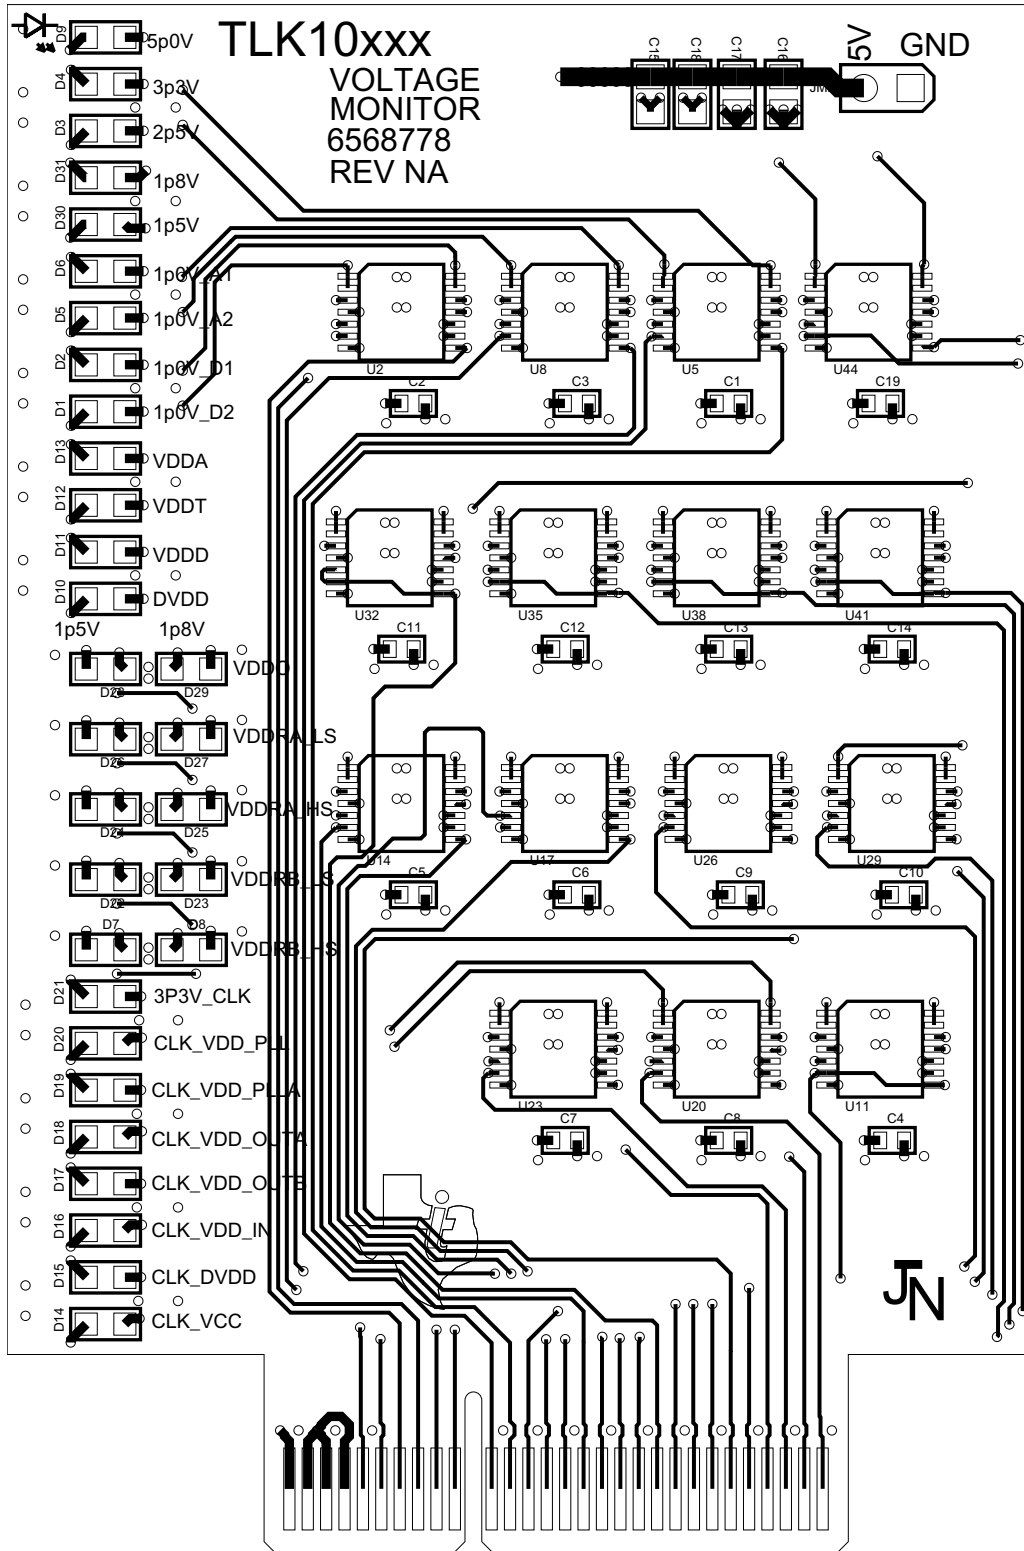 TLK10xxx
VOLTAGE
MONITOR
6568778
REV NA
C15
C18
C17
C16
5V
GND
D9
5p0V
D4
3p3V
D3
2p5V
D31
1p8V
D30
1p5V
D6
1p0V_A1
D5
1p0V_A2
D2
1p0V_D1
D1
1p0V_D2
D13
VDDA
D12
VDDT
D11
VDDD
D10
DVDD
1p5V
1p8V
VDDO
D28
D29
VDDRA_LS
D26
D27
VDDRA_HS
D24
D25
VDDRB_LS
D22
D23
D7
D8
VDDRB_HS
D21
3P3V_CLK
D20
CLK_VDD_PLL
D19
CLK_VDD_PLLA
D18
CLK_VDD_OUTA
D17
CLK_VDD_OUTB
D16
CLK_VDD_IN
D15
CLK_DVDD
D14
CLK_VCC
U2
U8
U5
U44
C2
C3
C1
C19
U32
U35
U38
U41
C11
C12
C13
C14
U14
U17
U26
U29
C5
C6
C9
C10
U23
U20
U11
C7
C8
C4
JN